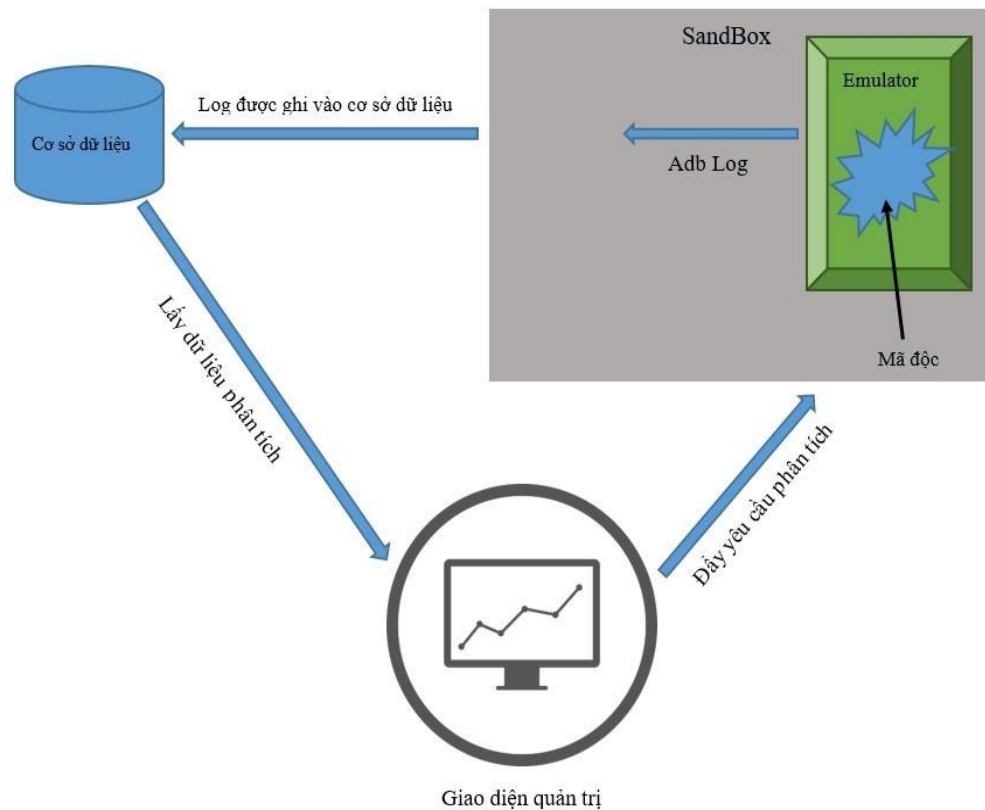 SandBox
Emulator
Log được ghi vào cơ sở dữ liệu
Cơ sở dữ liệu
Adb Log
Mã độc
Lấy dữ liệu phân tích
Đẩy yêu cầu phân tích
Giao diện quản trị